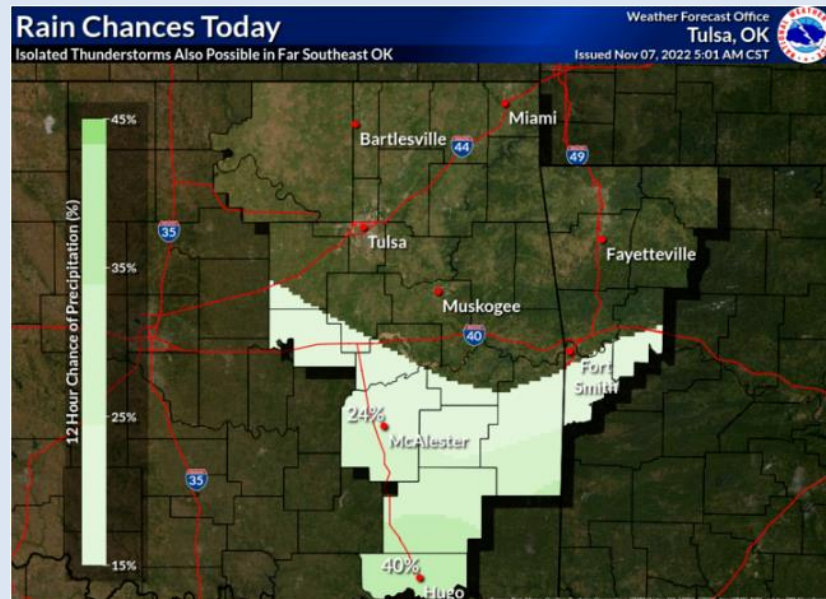 Rain Chances Today
Isolated Thunderstorms Also Possible in Far Southeast OK
Weather Forecast Office
Tulsa, OK
Issued Nov 07, 2022 5:01 AM CST
45%
35%
25%
15%
12 Hour Chance of Precipitation (%)
Miami
Bartlesville
44
49
35
Tulsa
Fayetteville
Muskogee
40
Fort
Smith
24%
McAlester
35
40%
Hugo